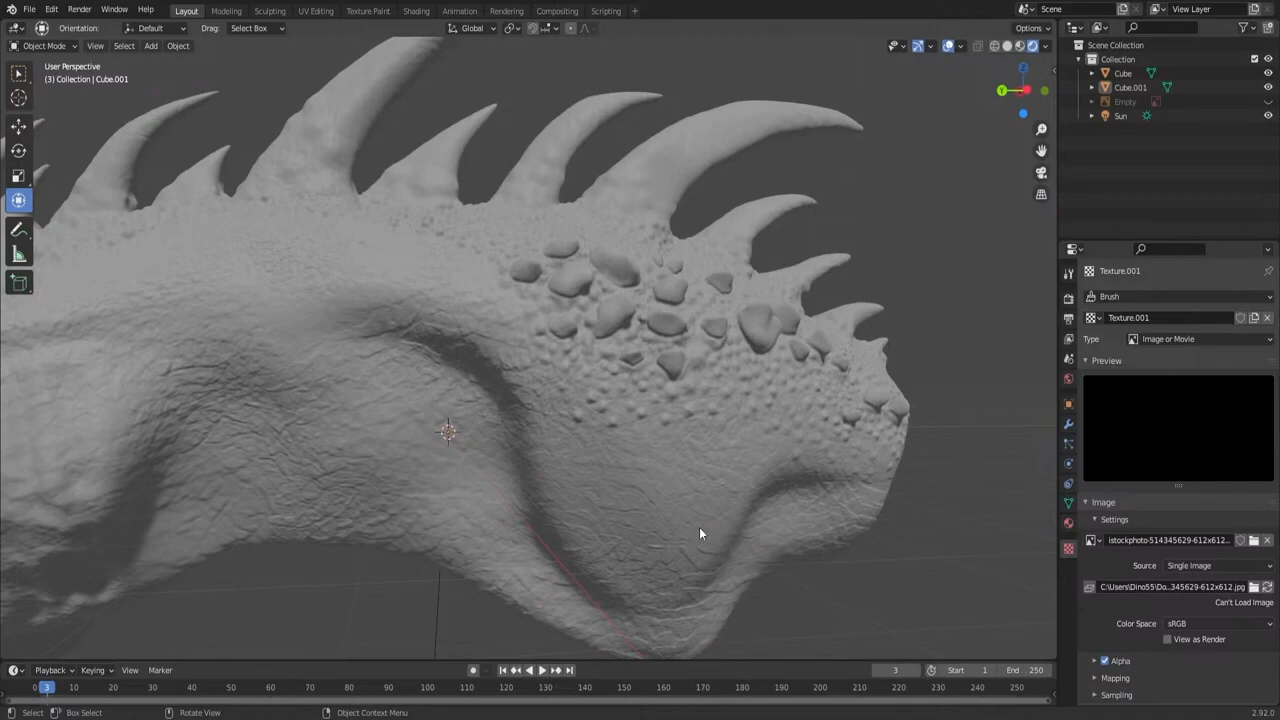 File Edit Render Window Help Layout Modeling Sculpting UV Editing Texture Paint Shading Animation Rendering Compositing Scripting + Scene View Layer
Orientation: Default Drag: Select Box Global Options
Object Mode View Select Add Object
User Perspective
(3) Collection | Cube.001
Z
Y
Scene Collection
Collection
Cube
Cube.001
Empty
Sun
Texture.001
Brush
Texture.001
Type Image or Movie
Preview
Image
Settings
istockphoto-514345629-612x612...
Source Single Image
C:\Users\Dino55\Do...345629-612x612.jpg
Can't Load Image
Color Space sRGB
View as Render
Alpha
Mapping
Sampling
Playback Keying View Marker 3 Start 1 End 250
0 3 10 20 30 40 50 60 70 80 90 100 110 120 130 140 150 160 170 180 190 200 210 220 230 240 250
Select Box Select Rotate View Object Context Menu 2.92.0